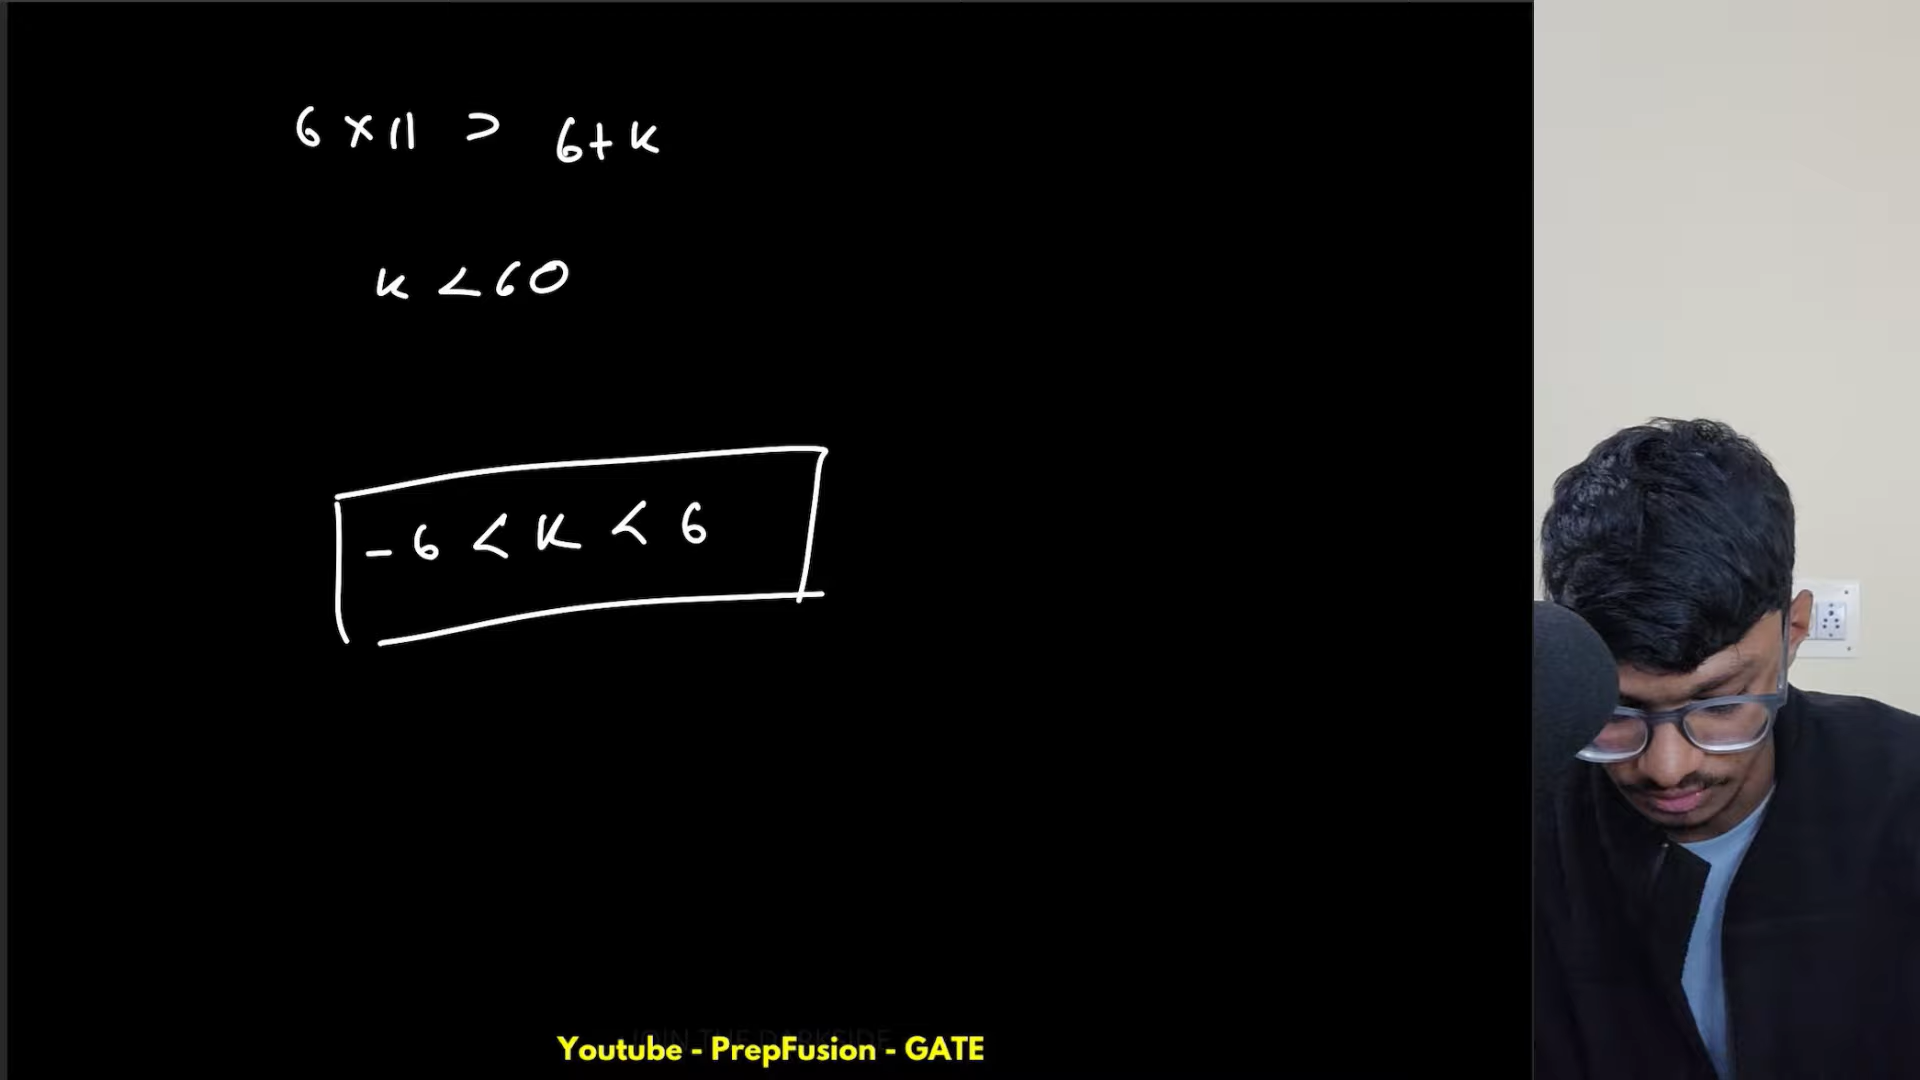 6 × 11 > 6 + K
K < 60
- 6 < K < 6
Youtube - PrepFusion - GATE